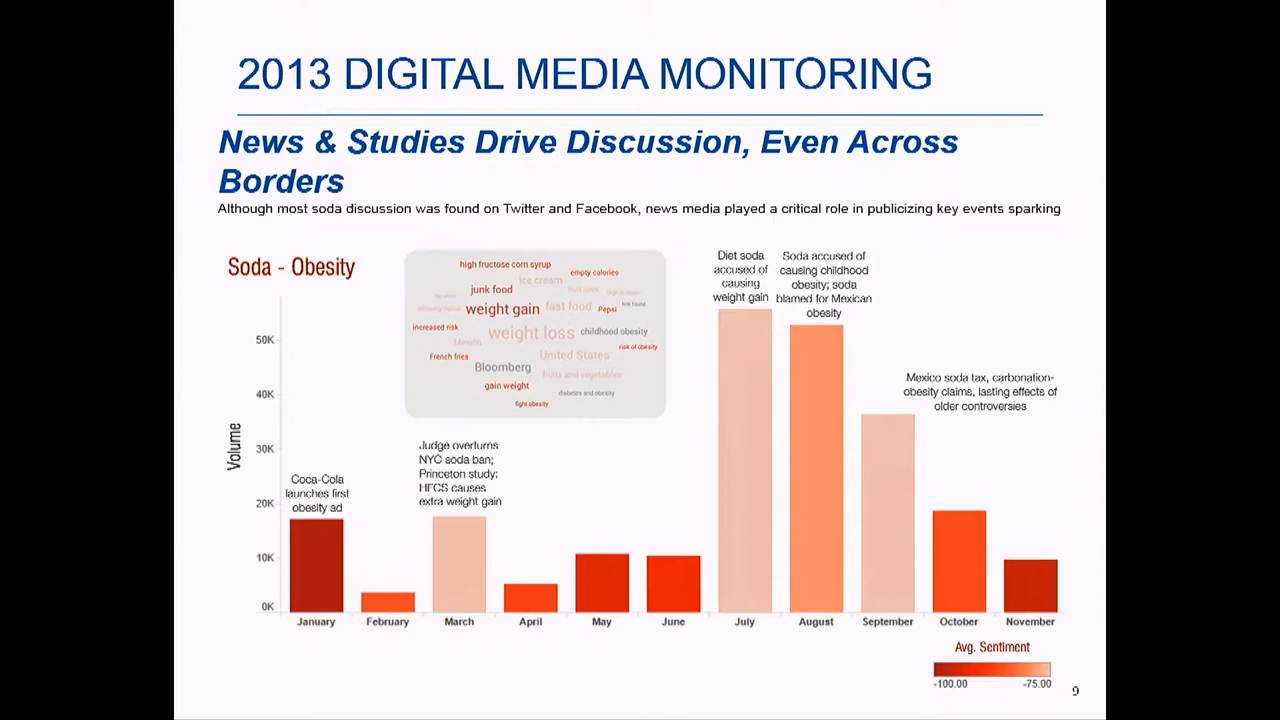 2013 DIGITAL MEDIA MONITORING
News & Studies Drive Discussion, Even Across
Borders
Although most soda discussion was found on Twitter and Facebook, news media played a critical role in publicizing key events sparking
Soda - Obesity
high fructose corn syrup
empty calories
ice cream
junk food
weight gain
fast food
Pepsi
increased risk
weight loss
childhood obesity
Mexico
risk of obesity
French fries
United States
Bloomberg
fruits and vegetables
gain weight
diabetes and obesity
fight obesity
Diet soda
accused of
causing
weight gain
Soda accused of
causing childhood
obesity; soda
blamed for Mexican
obesity
Mexico soda tax, carbonation-
obesity claims, lasting effects of
older controversies
Judge overturns
NYC soda ban;
Princeton study:
HFCS causes
extra weight gain
Coca-Cola
launches first
obesity ad
Volume
50K
40K
30K
20K
10K
0K
January February March April May June July August September October November
Avg. Sentiment
-100.00 -75.00
9